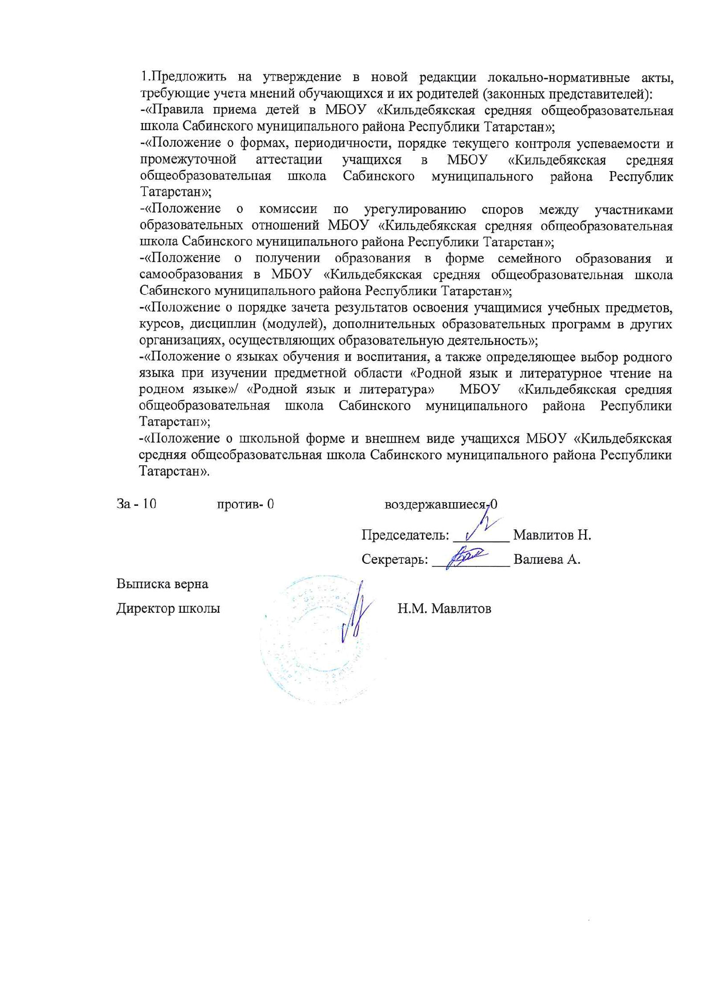 1.Предложить на утверждение в новой редакции локально-нормативные акты,
требующие учета мнений обучающихся и их родителей (законных представителей):
-«Правила приема детей в МБОУ «Кильдебякская средняя общеобразовательная
школа Сабинского муниципального района Республики Татарстан»;
-«Положение о формах, периодичности, порядке текущего контроля успеваемости и
промежуточной аттестации учащихся в МБОУ «Кильдебякская средняя
общеобразовательная школа Сабинского муниципального района Республик
Татарстан»;
-«Положение о комиссии по урегулированию споров между участниками
образовательных отношений МБОУ «Кильдебякская средняя общеобразовательная
школа Сабинского муниципального района Республики Татарстан»;
-«Положение о получении образования в форме семейного образования и
самообразования в МБОУ «Кильдебякская средняя общеобразовательная школа
Сабинского муниципального района Республики Татарстан»;
-«Положение о порядке зачета результатов освоения учащимися учебных предметов,
курсов, дисциплин (модулей), дополнительных образовательных программ в других
организациях, осуществляющих образовательную деятельность»;
-«Положение о языках обучения и воспитания, а также определяющее выбор родного
языка при изучении предметной области «Родной язык и литературное чтение на
родном языке»/ «Родной язык и литература» МБОУ «Кильдебякская средняя
общеобразовательная школа Сабинского муниципального района Республики
Татарстан»;
-«Положение о школьной форме и внешнем виде учащихся МБОУ «Кильдебякская
средняя общеобразовательная школа Сабинского муниципального района Республики
Татарстан».
За - 10 против- 0 воздержавшиеся-0
Председатель: ________ Мавлитов Н.
Секретарь: ___________ Валиева А.
Выписка верна
Директор школы Н.М. Мавлитов